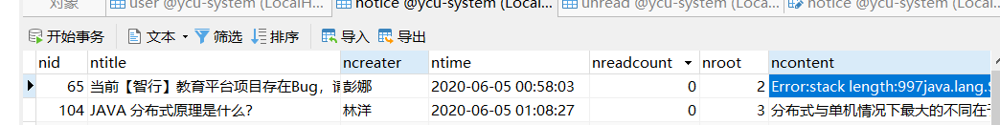 对象 user @ycu-system (LocalH... notice @ycu-system (Local... unread @ycu-system (Local... notice @ycu-system (Loca
开始事务 文本 筛选 排序 导入 导出
nid ntitle ncreater ntime nreadcount nroot ncontent
65 当前【智行】教育平台项目存在Bug, 彭娜 2020-06-05 00:58:03 0 2 Error:stack length:997java.lang.
104 JAVA 分布式原理是什么? 林洋 2020-06-05 01:08:27 0 3 分布式与单机情况下最大的不同在